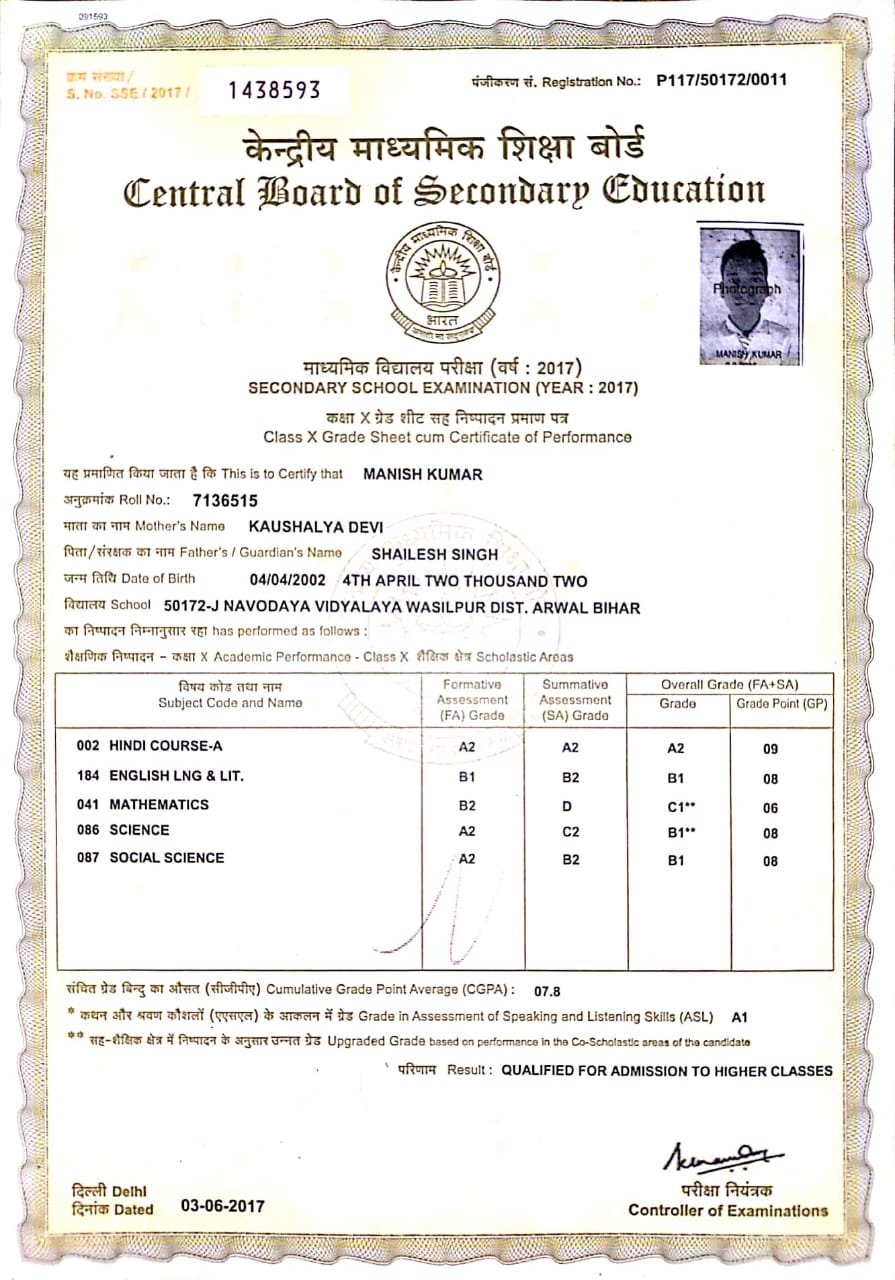 091593
क्रम संख्या /
S. No. SSE / 2017 / 1438593
पंजीकरण सं. Registration No.: P117/50172/0011
केन्द्रीय माध्यमिक शिक्षा बोर्ड
Central Board of Secondary Education
केन्द्रीय माध्यमिक शिक्षा बोर्ड
भारत
Photograph
MANISH KUMAR
माध्यमिक विद्यालय परीक्षा (वर्ष : 2017)
SECONDARY SCHOOL EXAMINATION (YEAR : 2017)
कक्षा X ग्रेड शीट सह निष्पादन प्रमाण पत्र
Class X Grade Sheet cum Certificate of Performance
यह प्रमाणित किया जाता है कि This is to Certify that MANISH KUMAR
अनुक्रमांक Roll No.: 7136515
माता का नाम Mother's Name KAUSHALYA DEVI
पिता/संरक्षक का नाम Father's / Guardian's Name SHAILESH SINGH
जन्म तिथि Date of Birth 04/04/2002 4TH APRIL TWO THOUSAND TWO
विद्यालय School 50172-J NAVODAYA VIDYALAYA WASILPUR DIST. ARWAL BIHAR
का निष्पादन निम्नानुसार रहा has performed as follows :
शैक्षणिक निष्पादन – कक्षा X Academic Performance - Class X शैक्षिक क्षेत्र Scholastic Areas
विषय कोड तथा नाम
Subject Code and Name
Formative Assessment (FA) Grade
Summative Assessment (SA) Grade
Overall Grade (FA+SA)
Grade Grade Point (GP)
002 HINDI COURSE-A A2 A2 A2 09
184 ENGLISH LNG & LIT. B1 B2 B1 08
041 MATHEMATICS B2 D C1** 06
086 SCIENCE A2 C2 B1** 08
087 SOCIAL SCIENCE A2 B2 B1 08
संचित ग्रेड बिन्दु का औसत (सीजीपीए) Cumulative Grade Point Average (CGPA) : 07.8
* कथन और श्रवण कौशलों (एएसएल) के आकलन में ग्रेड Grade in Assessment of Speaking and Listening Skills (ASL) A1
** सह-शैक्षिक क्षेत्र में निष्पादन के अनुसार उन्नत ग्रेड Upgraded Grade based on performance in the Co-Scholastic areas of the candidate
परिणाम Result : QUALIFIED FOR ADMISSION TO HIGHER CLASSES
दिल्ली Delhi
दिनांक Dated 03-06-2017
परीक्षा नियंत्रक
Controller of Examinations